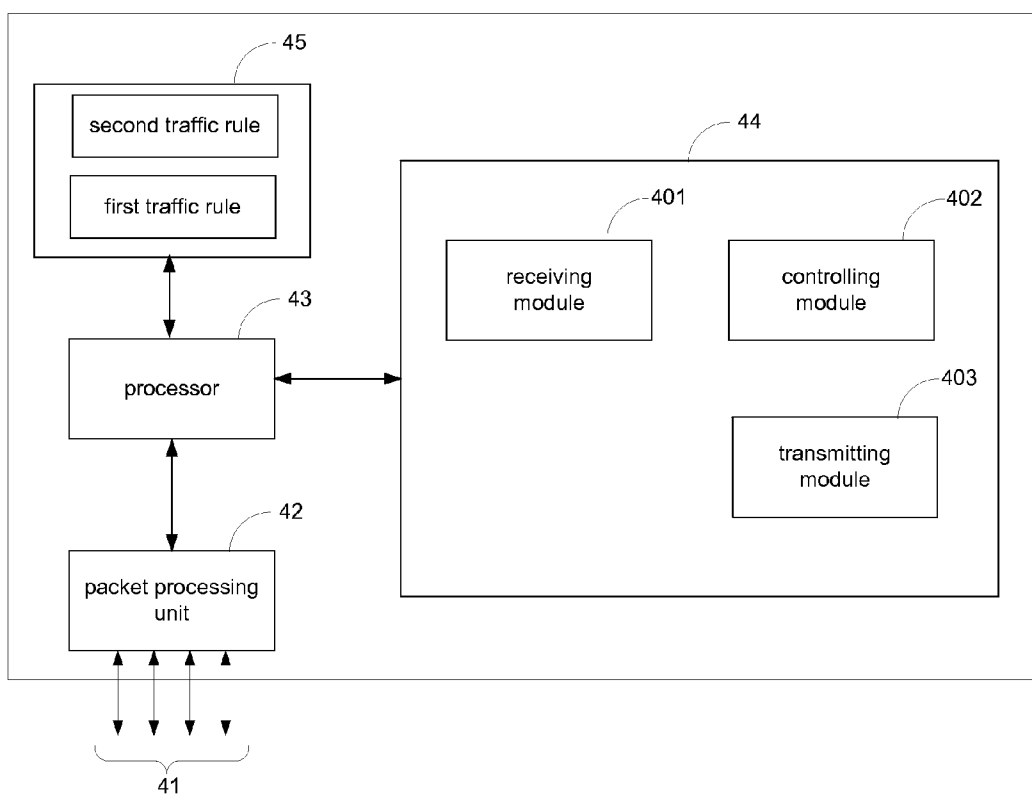 45
second traffic rule
first traffic rule
44
401
receiving
module
402
controlling
module
43
processor
403
transmitting
module
42
packet processing
unit
41